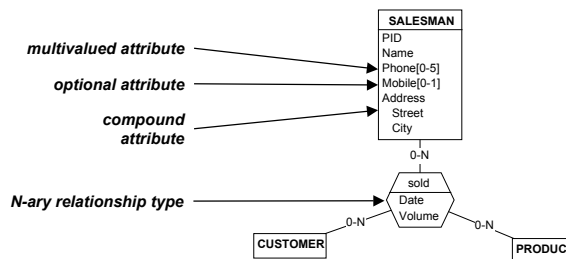 SALESMAN
PID
multivalued attribute
Name
Phone[0-5]
optional attribute
Mobile[0-1]
Address
compound
attribute
Street
City
0-N
sold
N-ary relationship type
Date
Volume
0-N
0-N
CUSTOMER
PRODUC